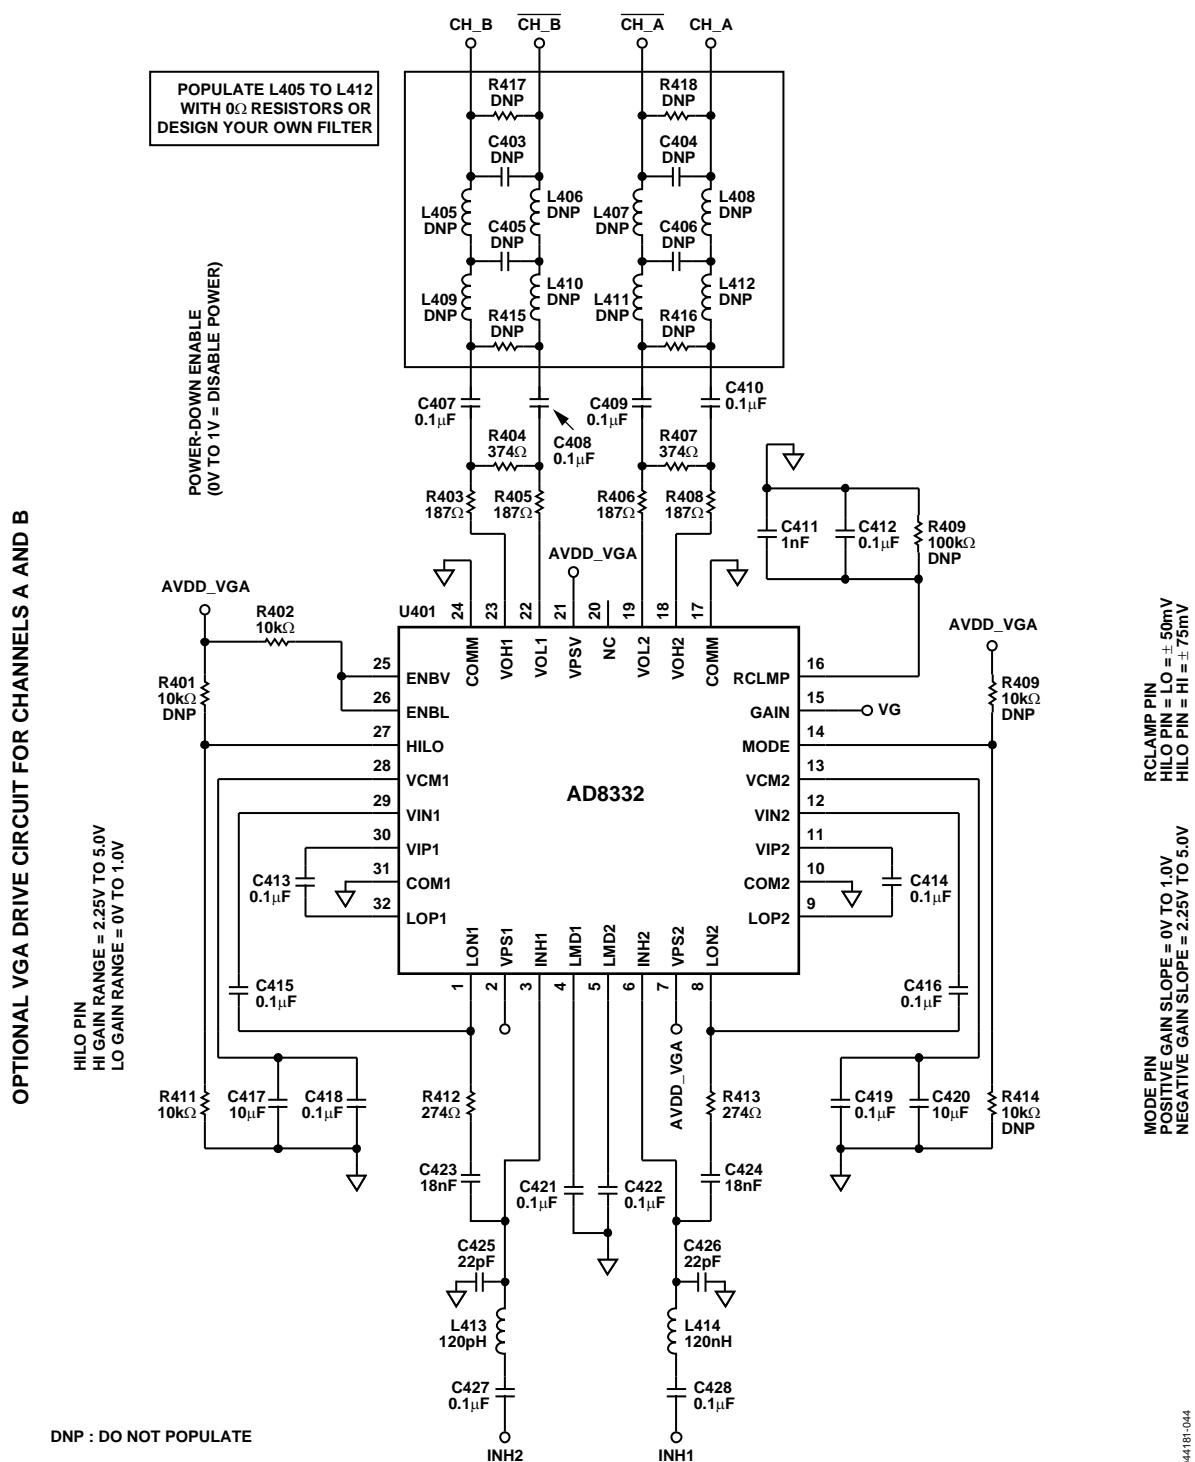 CH_B
CH_B
CH_A
CH_A
POPULATE L405 TO L412
WITH 0Ω RESISTORS OR
DESIGN YOUR OWN FILTER
R417
DNP
R418
DNP
C403
DNP
C404
DNP
L405
DNP
L406
DNP
L407
DNP
L408
DNP
C405
DNP
C406
DNP
L409
DNP
L410
DNP
L411
DNP
L412
DNP
R415
DNP
R416
DNP
POWER-DOWN ENABLE
(0V TO 1V = DISABLE POWER)
C407
0.1μF
C408
0.1μF
C409
0.1μF
C410
0.1μF
R404
374Ω
R407
374Ω
R403
187Ω
R405
187Ω
R406
187Ω
R408
187Ω
C411
1nF
C412
0.1μF
R409
100kΩ
DNP
AVDD_VGA
OPTIONAL VGA DRIVE CIRCUIT FOR CHANNELS A AND B
AVDD_VGA
R402
10kΩ
R401
10kΩ
DNP
U401
24
23
22
21
20
19
18
17
COMM
VOH1
VOL1
VPSV
NC
VOL2
VOH2
COMM
25
ENBV
26
ENBL
27
HILO
28
VCM1
29
VIN1
30
VIP1
31
COM1
32
LOP1
AD8332
16
RCLMP
15
GAIN
VG
14
MODE
13
VCM2
12
VIN2
11
VIP2
10
COM2
9
LOP2
AVDD_VGA
R409
10kΩ
DNP
RCLAMP PIN
HILO PIN = LO = ± 50mV
HILO PIN = HI = ± 75mV
C413
0.1μF
C414
0.1μF
LON1
VPS1
INH1
LMD1
LMD2
INH2
VPS2
LON2
1
2
3
4
5
6
7
8
HILO PIN
HI GAIN RANGE = 2.25V TO 5.0V
LO GAIN RANGE = 0V TO 1.0V
MODE PIN
POSITIVE GAIN SLOPE = 0V TO 1.0V
NEGATIVE GAIN SLOPE = 2.25V TO 5.0V
C415
0.1μF
C416
0.1μF
AVDD_VGA
R411
10kΩ
C417
10μF
C418
0.1μF
R412
274Ω
R413
274Ω
C419
0.1μF
C420
10μF
R414
10kΩ
DNP
C423
18nF
C421
0.1μF
C422
0.1μF
C424
18nF
C425
22pF
C426
22pF
L413
120pH
L414
120nH
C427
0.1μF
C428
0.1μF
DNP : DO NOT POPULATE
INH2
INH1
044181-044